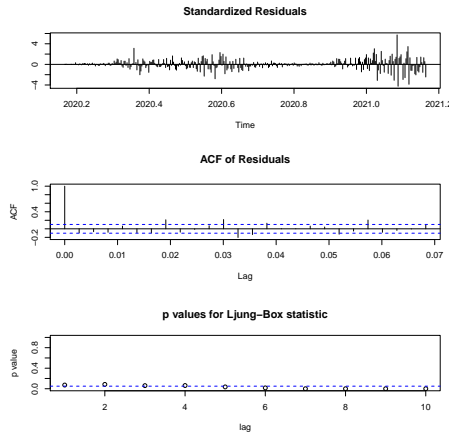 Standardized Residuals
4
0
−4
2020.2 2020.4 2020.6 2020.8 2021.0 2021.2
Time
ACF of Residuals
ACF
1.0
0.4
−0.2
0.00 0.01 0.02 0.03 0.04 0.05 0.06 0.07
Lag
p values for Ljung−Box statistic
p value
0.8
0.4
0.0
2 4 6 8 10
lag